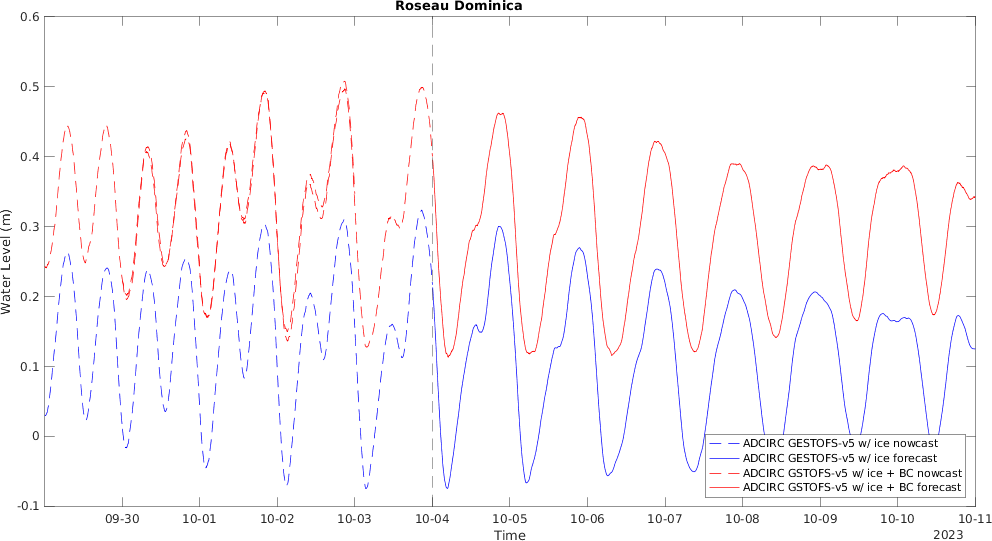 Roseau Dominica
0.6
0.5
0.4
0.3
0.2
0.1
0
-0.1
Water Level (m)
ADCIRC GESTOFS-v5 w/ ice nowcast
ADCIRC GESTOFS-v5 w/ ice forecast
ADCIRC GSTOFS-v5 w/ ice + BC nowcast
ADCIRC GSTOFS-v5 w/ ice + BC forecast
09-30 10-01 10-02 10-03 10-04 10-05 10-06 10-07 10-08 10-09 10-10 10-11
Time
2023